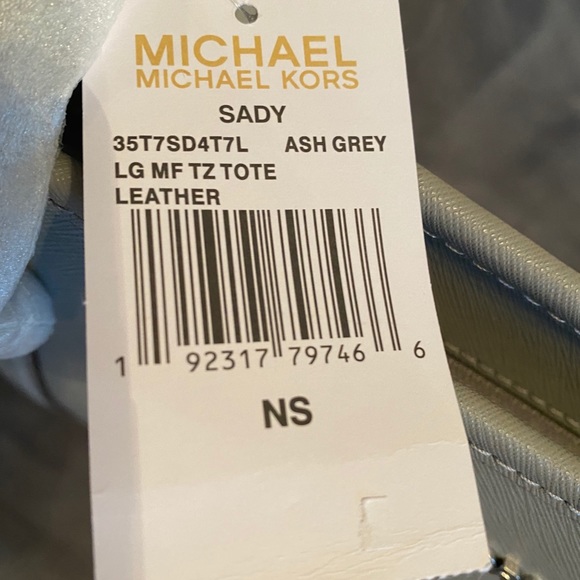 MICHAEL
MICHAEL KORS
SADY
35T7SD4T7L ASH GREY
LG MF TZ TOTE
LEATHER
1 92317 79746 6
NS